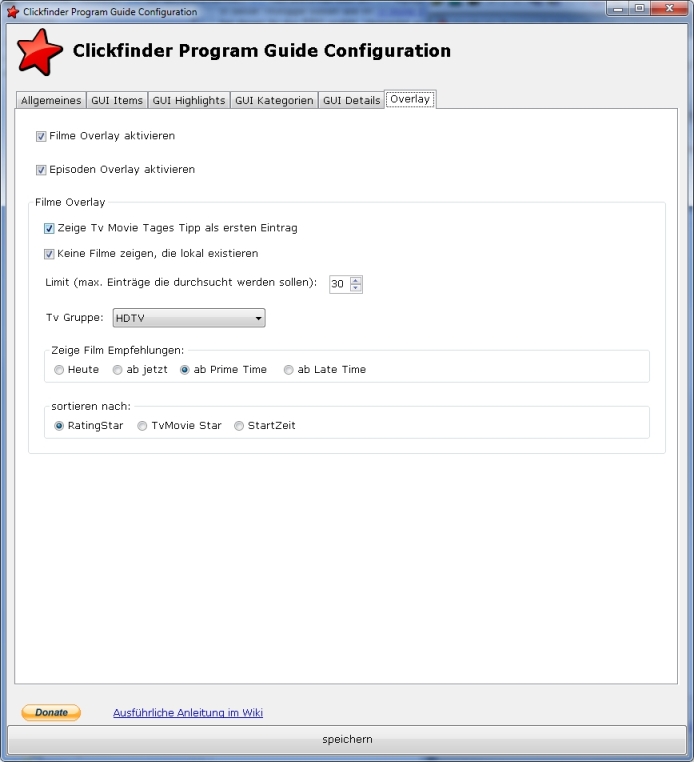 Clickfinder Program Guide Configuration
Clickfinder Program Guide Configuration
Allgemeines GUI Items GUI Highlights GUI Kategorien GUI Details Overlay
Filme Overlay aktivieren
Episoden Overlay aktivieren
Filme Overlay
Zeige Tv Movie Tages Tipp als ersten Eintrag
Keine Filme zeigen, die lokal existieren
Limit (max. Einträge die durchsucht werden sollen): 30
Tv Gruppe: HDTV
Zeige Film Empfehlungen:
Heute ab jetzt ab Prime Time ab Late Time
sortieren nach:
RatingStar TvMovie Star StartZeit
Donate Ausführliche Anleitung im Wiki
speichern